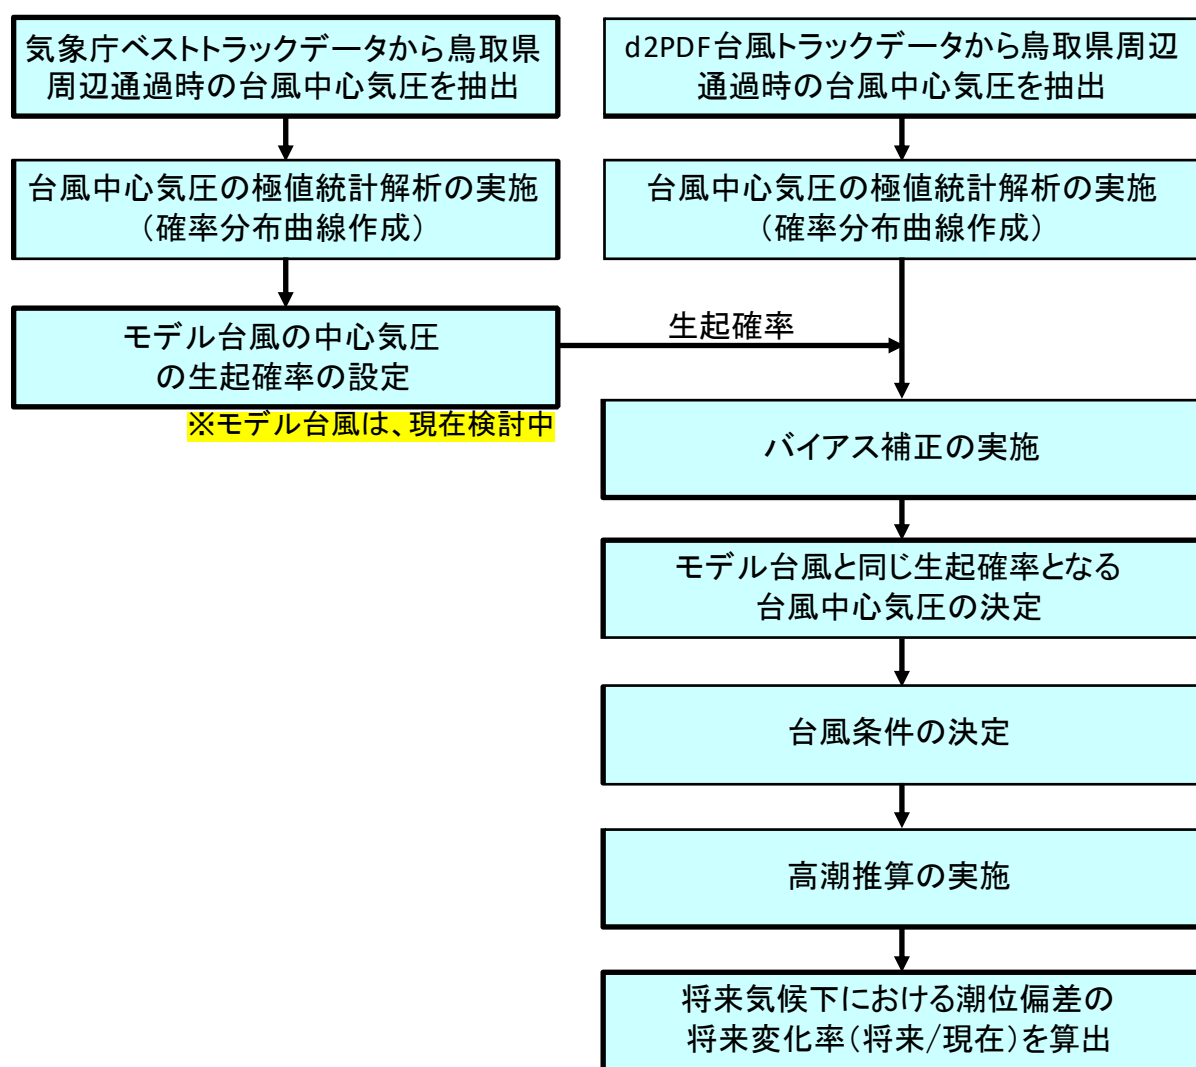 気象庁ベストトラックデータから鳥取県
周辺通過時の台風中心気圧を抽出
台風中心気圧の極値統計解析の実施
（確率分布曲線作成）
モデル台風の中心気圧
の生起確率の設定
※モデル台風は、現在検討中
生起確率
d2PDF台風トラックデータから鳥取県周辺
通過時の台風中心気圧を抽出
台風中心気圧の極値統計解析の実施
（確率分布曲線作成）
バイアス補正の実施
モデル台風と同じ生起確率となる
台風中心気圧の決定
台風条件の決定
高潮推算の実施
将来気候下における潮位偏差の
将来変化率（将来/現在）を算出